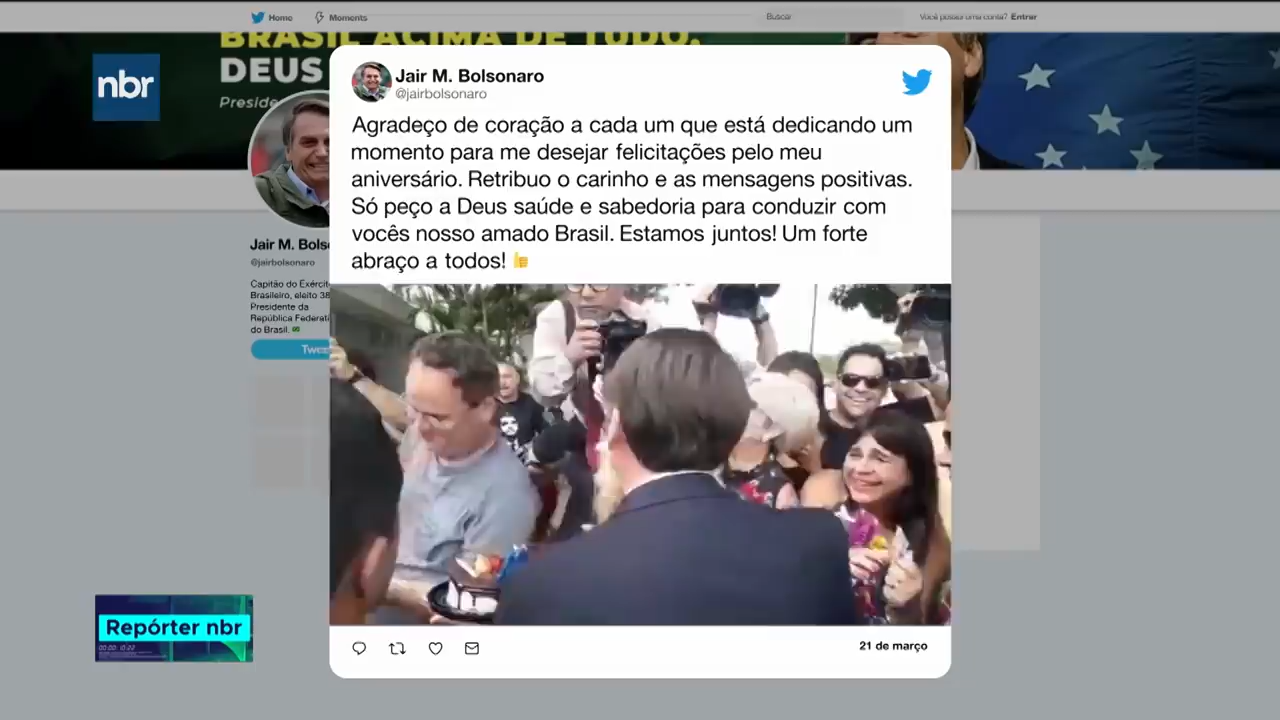 Home
Moments
Buscar
Você possui uma conta? Entrar
BRASIL ACIMA DE TUDO,
DEUS
nbr
Jair M. Bolsonaro
@jairbolsonaro
Agradeço de coração a cada um que está dedicando um
momento para me desejar felicitações pelo meu
aniversário. Retribuo o carinho e as mensagens positivas.
Só peço a Deus saúde e sabedoria para conduzir com
vocês nosso amado Brasil. Estamos juntos! Um forte
abraço a todos! 👍
Jair M. Bols
@jairbolsonaro
Capitão do Exércit
Brasileiro, eleito 38
Presidente da
República Federati
do Brasil.
Twee
21 de março
Repórter nbr